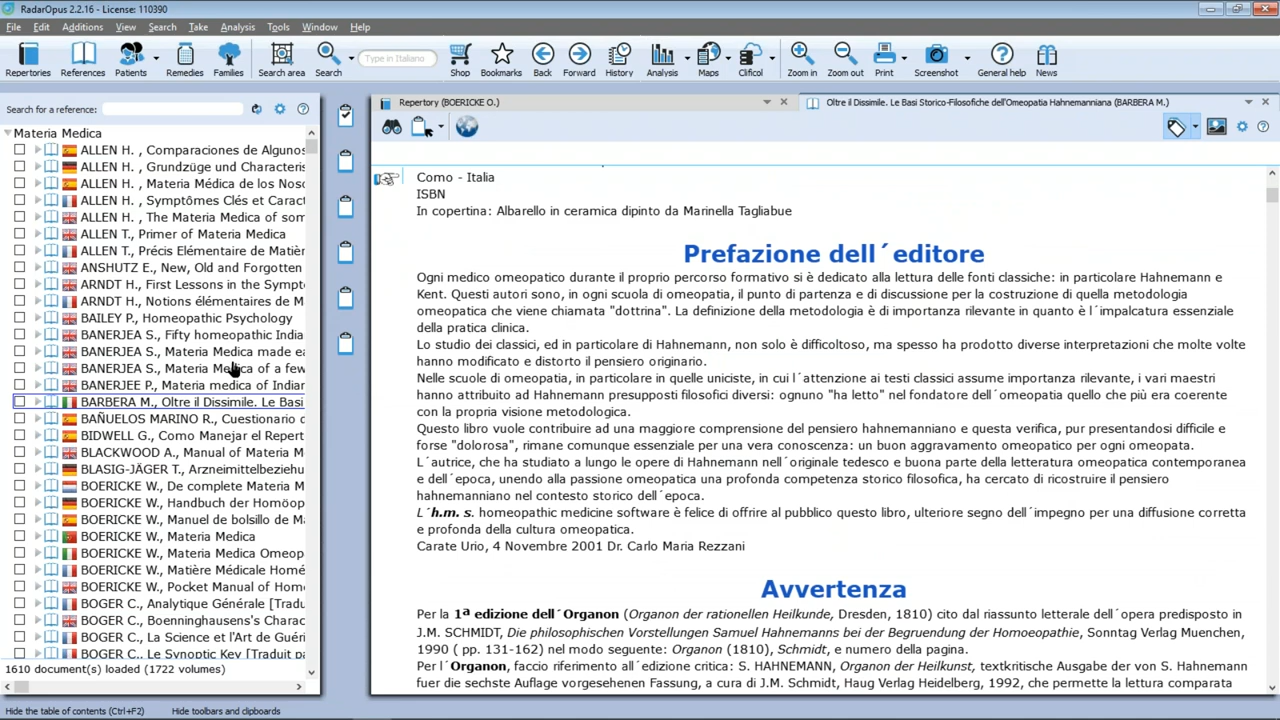 RadarOpus 2.2.16 - License: 110390
File Edit Additions View Search Take Analysis Tools Window Help
Repertories References Patients Remedies Families Search area Search Type in Italiano Shop Bookmarks Back Forward History Analysis Maps Clificol Zoom in Zoom out Print Screenshot General help News
Search for a reference:
Materia Medica
ALLEN H. , Comparaciones de Algunos
ALLEN H. , Grundzüge und Characteris
ALLEN H. , Materia Médica de los Noso
ALLEN H. , Symptômes Clés et Caract
ALLEN H. , The Materia Medica of som
ALLEN T., Primer of Materia Medica
ALLEN T., Précis Elémentaire de Matièr
ANSHUTZ E., New, Old and Forgotten
ARNDT H., First Lessons in the Sympto
ARNDT H., Notions élémentaires de M
BAILEY P., Homeopathic Psychology
BANERJEA S., Fifty homeopathic India
BANERJEA S., Materia Medica made ea
BANERJEA S., Materia Medica of a few
BANERJEE P., Materia medica of Indian
BARBERA M., Oltre il Dissimile. Le Basi
BAÑUELOS MARINO R., Cuestionario d
BIDWELL G., Como Manejar el Repert
BLACKWOOD A., Manual of Materia M
BLASIG-JÄGER T., Arzneimittelbeziehu
BOERICKE W., De complete Materia M
BOERICKE W., Handbuch der Homöop
BOERICKE W., Manuel de bolsillo de Ma
BOERICKE W., Materia Medica
BOERICKE W., Materia Medica Omeop
BOERICKE W., Matière Médicale Homé
BOERICKE W., Pocket Manual of Home
BOGER C., Analytique Générale [Tradu
BOGER C., Boenninghausens's Charac
BOGER C., La Science et l'Art de Guéri
BOGER C., Le Synoptic Key [Traduit pa
1610 document(s) loaded (1722 volumes)
Repertory (BOERICKE O.)
Oltre il Dissimile. Le Basi Storico-Filosofiche dell'Omeopatia Hahnemanniana (BARBERA M.)
Como - Italia
ISBN
In copertina: Albarello in ceramica dipinto da Marinella Tagliabue
Prefazione dell´editore
Ogni medico omeopatico durante il proprio percorso formativo si è dedicato alla lettura delle fonti classiche: in particolare Hahnemann e
Kent. Questi autori sono, in ogni scuola di omeopatia, il punto di partenza e di discussione per la costruzione di quella metodologia
omeopatica che viene chiamata "dottrina". La definizione della metodologia è di importanza rilevante in quanto è l´impalcatura essenziale
della pratica clinica.
Lo studio dei classici, ed in particolare di Hahnemann, non solo è difficoltoso, ma spesso ha prodotto diverse interpretazioni che molte volte
hanno modificato e distorto il pensiero originario.
Nelle scuole di omeopatia, in particolare in quelle uniciste, in cui l´attenzione ai testi classici assume importanza rilevante, i vari maestri
hanno attribuito ad Hahnemann presupposti filosofici diversi: ognuno "ha letto" nel fondatore dell´omeopatia quello che più era coerente
con la propria visione metodologica.
Questo libro vuole contribuire ad una maggiore comprensione del pensiero hahnemanniano e questa verifica, pur presentandosi difficile e
forse "dolorosa", rimane comunque essenziale per una vera conoscenza: un buon aggravamento omeopatico per ogni omeopata.
L´autrice, che ha studiato a lungo le opere di Hahnemann nell´originale tedesco e buona parte della letteratura omeopatica contemporanea
e dell´epoca, unendo alla passione omeopatica una profonda competenza storico filosofica, ha cercato di ricostruire il pensiero
hahnemanniano nel contesto storico dell´epoca.
L´h.m. s. homeopathic medicine software è felice di offrire al pubblico questo libro, ulteriore segno dell´impegno per una diffusione corretta
e profonda della cultura omeopatica.
Carate Urio, 4 Novembre 2001 Dr. Carlo Maria Rezzani
Avvertenza
Per la 1ª edizione dell´Organon (Organon der rationellen Heilkunde, Dresden, 1810) cito dal riassunto letterale dell´opera predisposto in
J.M. SCHMIDT, Die philosophischen Vorstellungen Samuel Hahnemanns bei der Begruendung der Homoeopathie, Sonntag Verlag Muenchen,
1990 ( pp. 131-162) nel modo seguente: Organon (1810), Schmidt, e numero della pagina.
Per l´Organon, faccio riferimento all´edizione critica: S. HAHNEMANN, Organon der Heilkunst, textkritische Ausgabe der von S. Hahnemann
fuer die sechste Auflage vorgesehenen Fassung, a cura di J.M. Schmidt, Haug Verlag Heidelberg, 1992, che permette la lettura comparata
Hide the table of contents (Ctrl+F2) Hide toolbars and clipboards